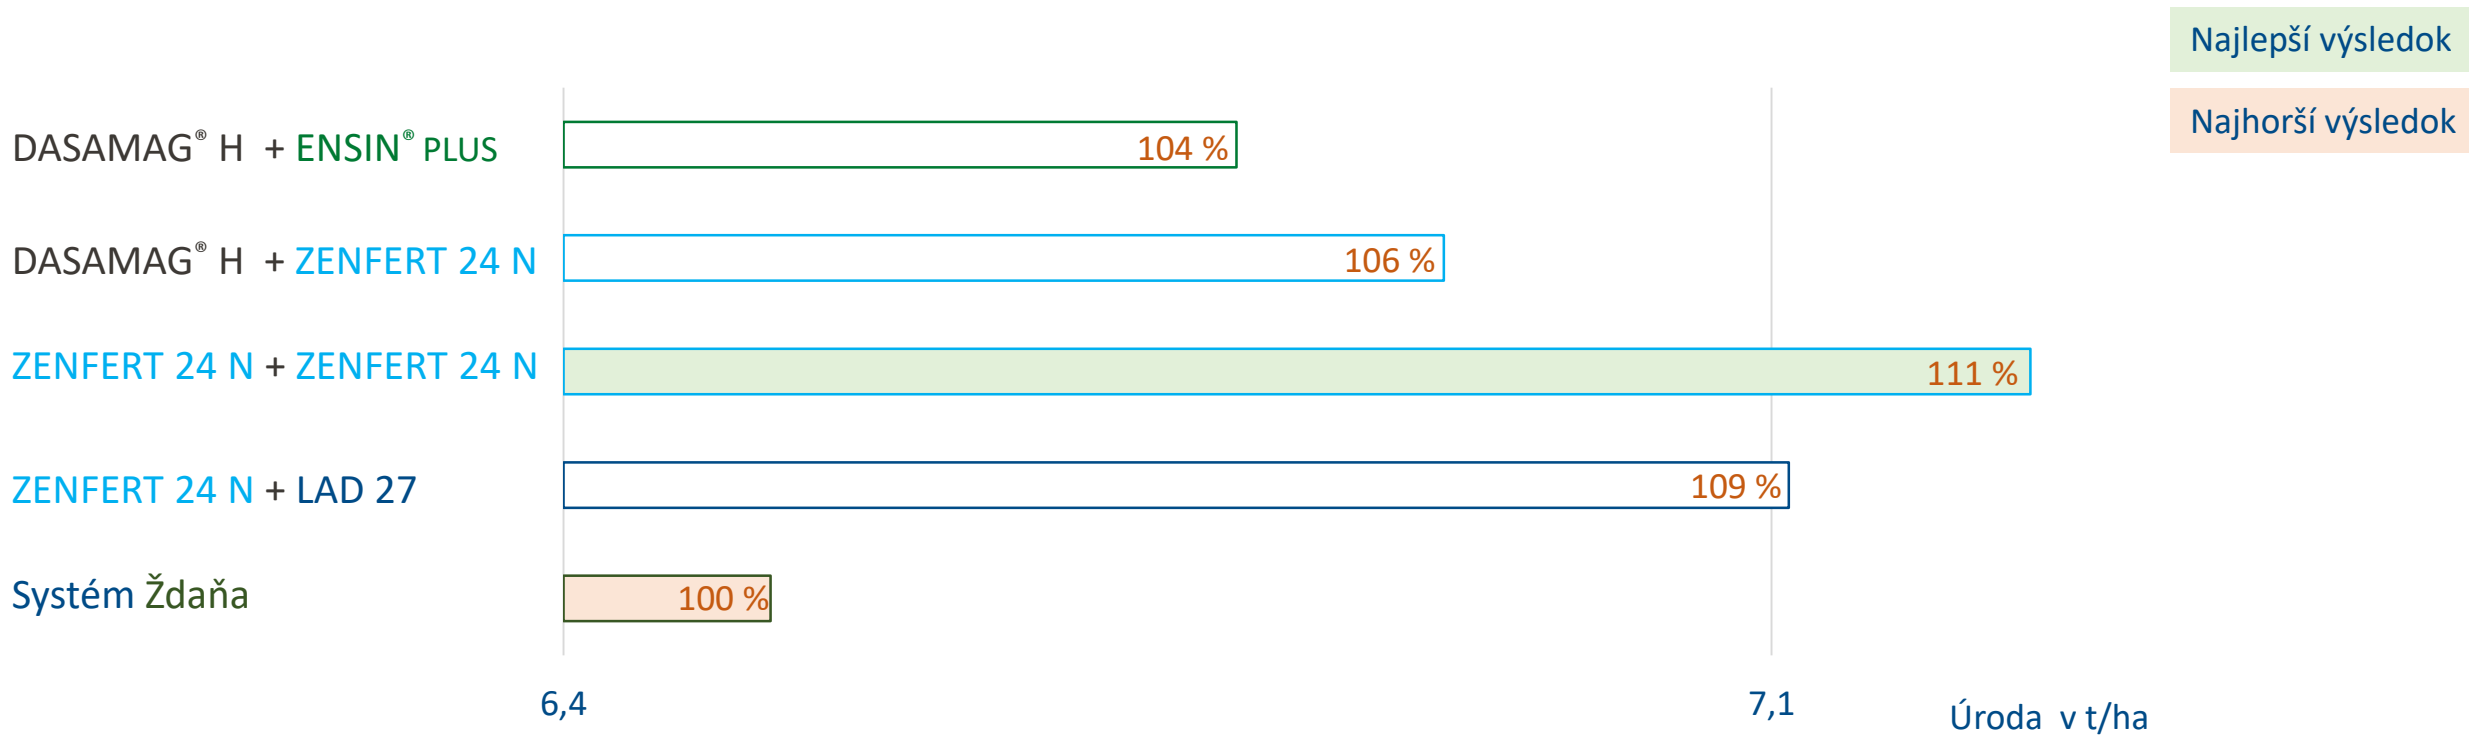 Najlepší výsledok
Najhorší výsledok
DASAMAG® H + ENSIN® PLUS
104 %
DASAMAG® H + ZENFERT 24 N
106 %
ZENFERT 24 N + ZENFERT 24 N
111 %
ZENFERT 24 N + LAD 27
109 %
Systém Ždaňa
100 %
6,4
7,1
Úroda v t/ha